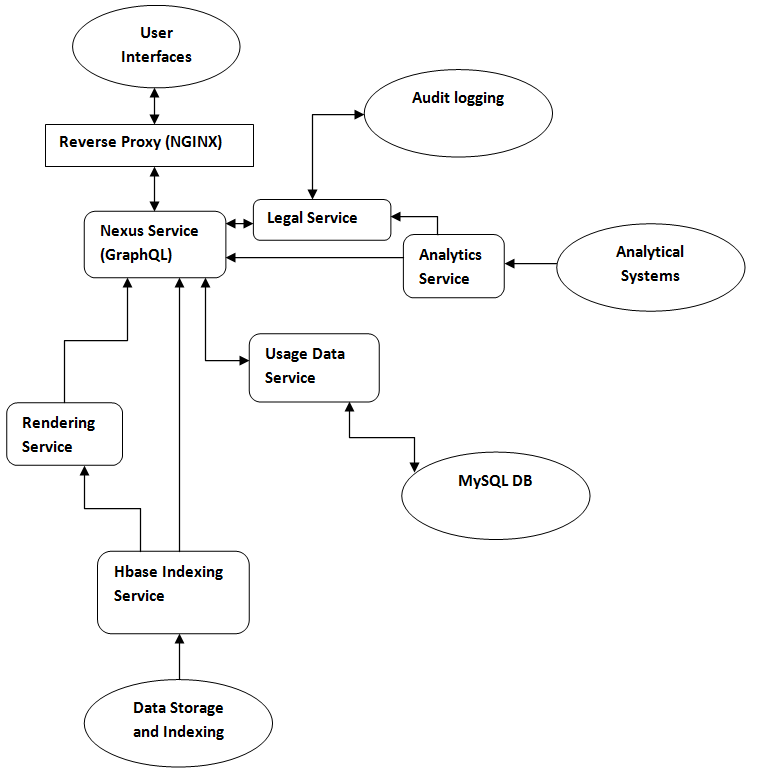 User
Interfaces
Audit logging
Reverse Proxy (NGINX)
Legal Service
Nexus Service
(GraphQL)
Analytics
Service
Analytical
Systems
Usage Data
Service
Rendering
Service
MySQL DB
Hbase Indexing
Service
Data Storage
and Indexing